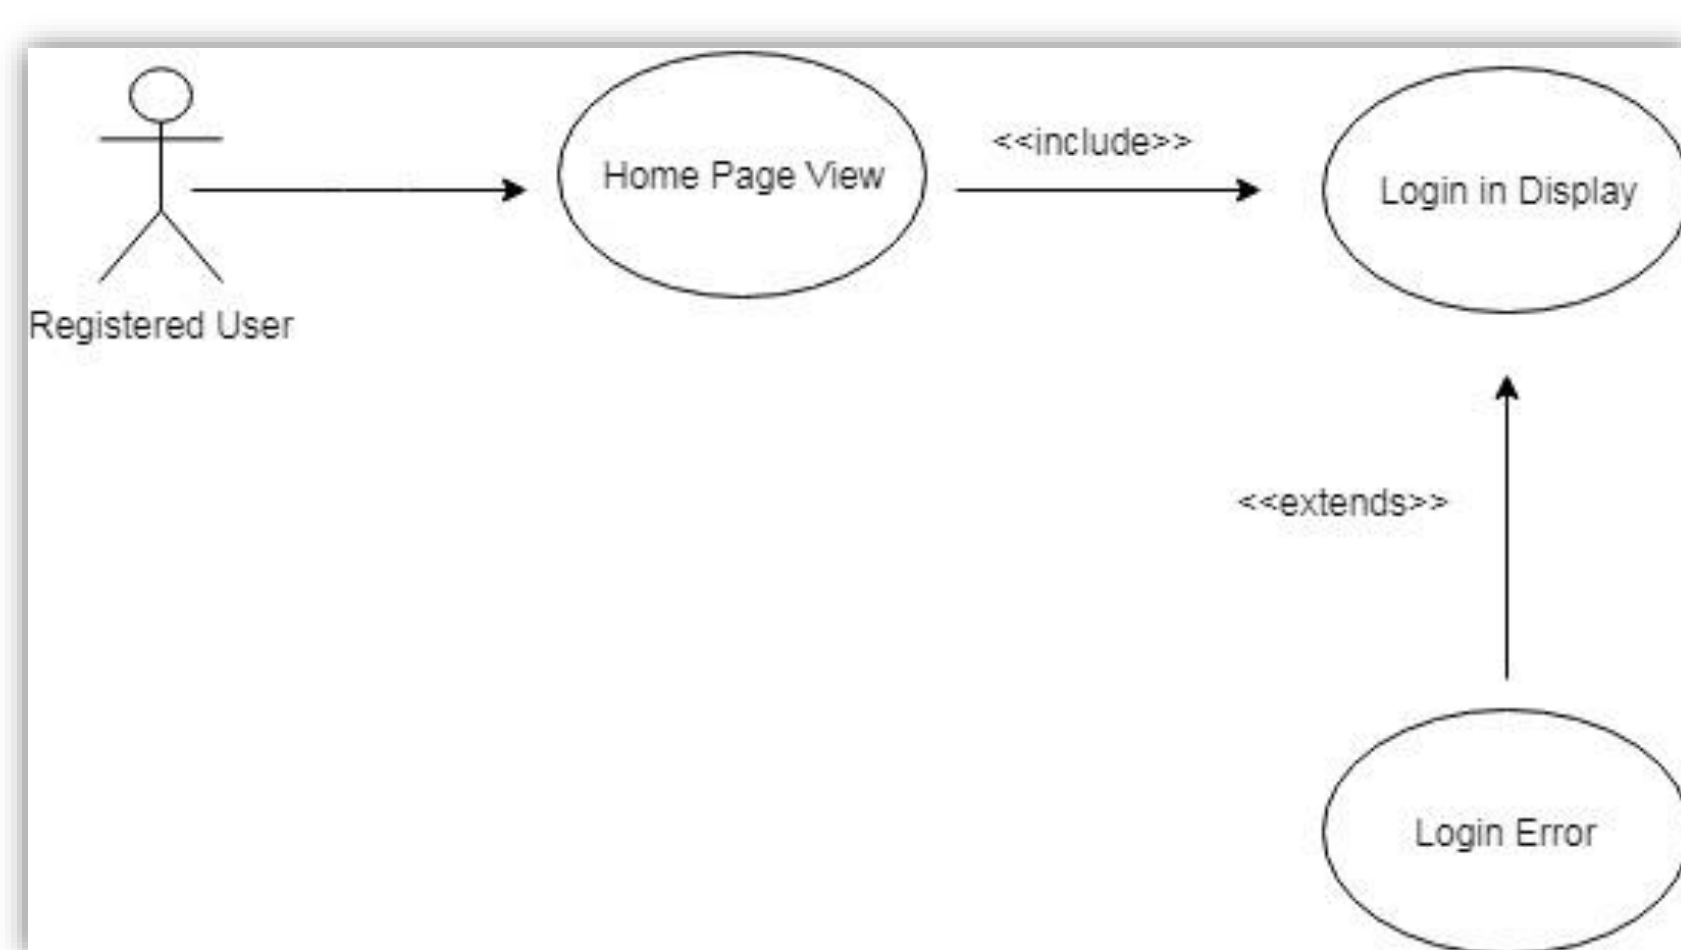 Home Page View
<<include>>
Login in Display
Registered User
<<extends>>
Login Error